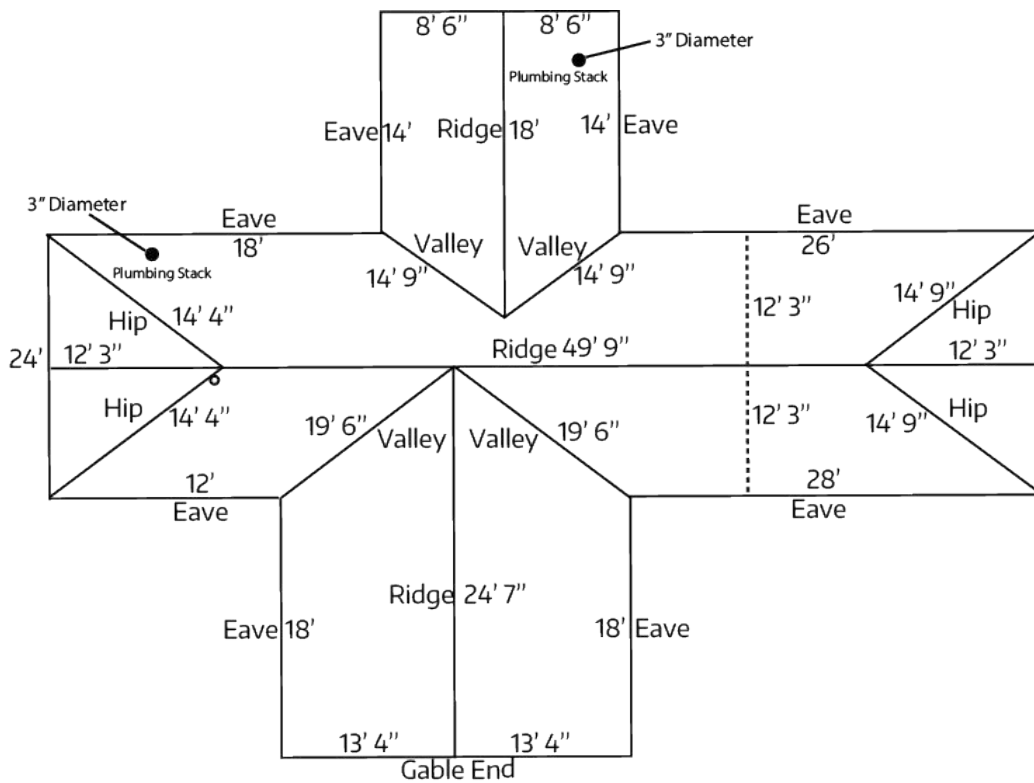 8' 6” 8' 6”
3” Diameter
Plumbing Stack
Eave 14' Ridge 18' 14' Eave
3” Diameter
Eave
18'
Plumbing Stack
Valley Valley
14' 9” 14' 9”
Eave
26'
Hip 14' 4”
12' 3”
14' 9”
Hip
24' 12' 3”
Ridge 49' 9”
12' 3”
Hip 14' 4”
19' 6” Valley Valley 19' 6”
12' 3”
14' 9” Hip
12'
Eave
28'
Eave
Ridge 24' 7”
Eave 18' 18' Eave
13' 4” 13' 4”
Gable End